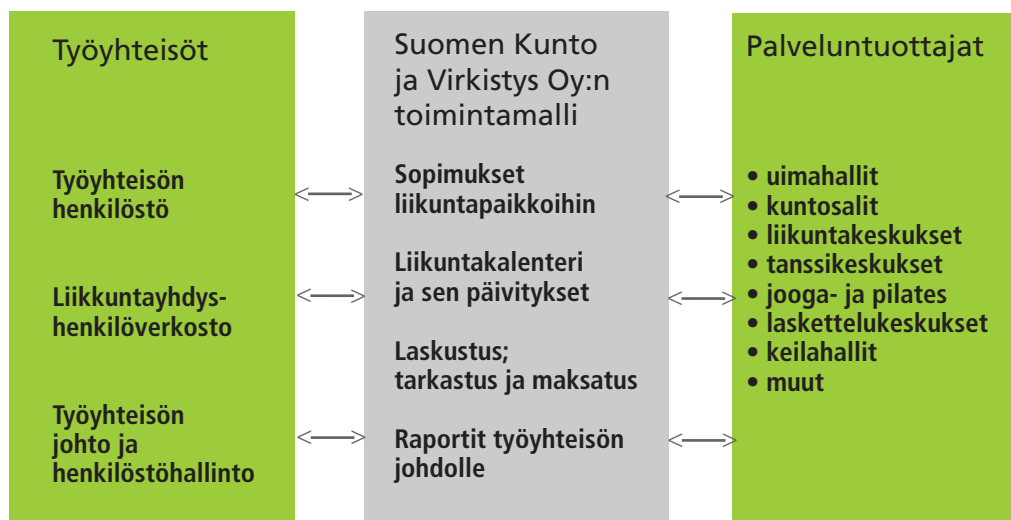 Työyhteisöt
Työyhteisön
henkilöstö
Liikkuntayhdys-
henkilöverkosto
Työyhteisön
johto ja
henkilöstöhallinto
Suomen Kunto
ja Virkistys Oy:n
toimintamalli
Sopimukset
liikuntapaikkoihin
Liikuntakalenteri
ja sen päivitykset
Laskustus;
tarkastus ja maksatus
Raportit työyhteisön
johdolle
Palveluntuottajat
• uimahallit
• kuntosalit
• liikuntakeskukset
• tanssikeskukset
• jooga- ja pilates
• laskettelukeskukset
• keilahallit
• muut